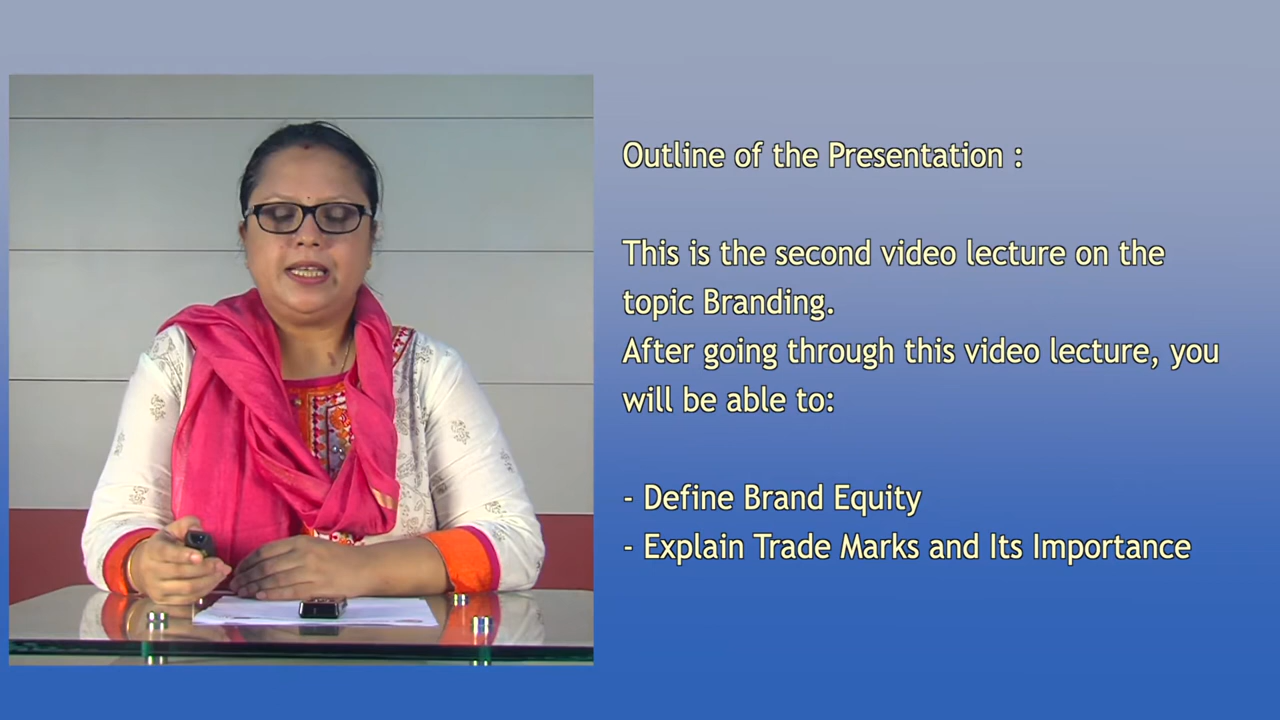 Outline of the Presentation :
This is the second video lecture on the
topic Branding.
After going through this video lecture, you
will be able to:
- Define Brand Equity
- Explain Trade Marks and Its Importance